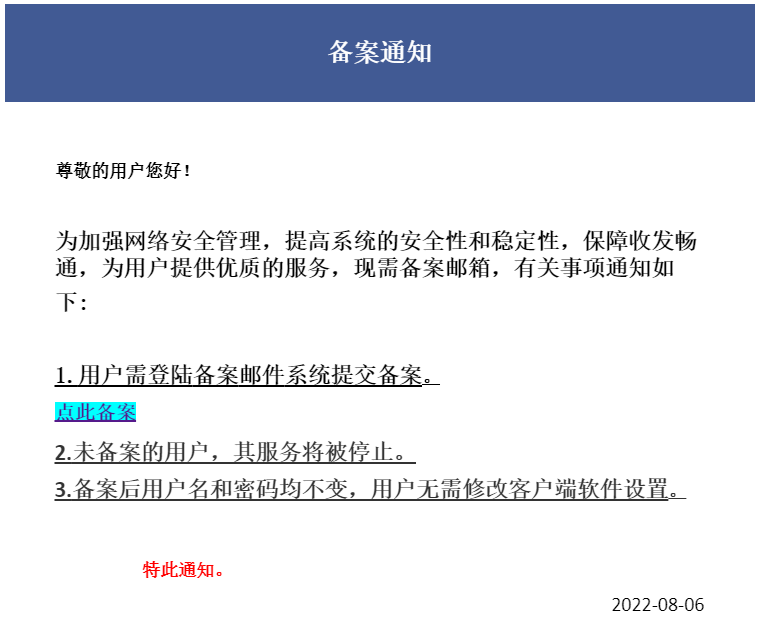 备案通知
尊敬的用户您好！
为加强网络安全管理，提高系统的安全性和稳定性，保障收发畅
通，为用户提供优质的服务，现需备案邮箱，有关事项通知如
下：
1.用户需登陆备案邮件系统提交备案。
点此备案
2.未备案的用户，其服务将被停止。
3.备案后用户名和密码均不变，用户无需修改客户端软件设置。
特此通知。
2022-08-06